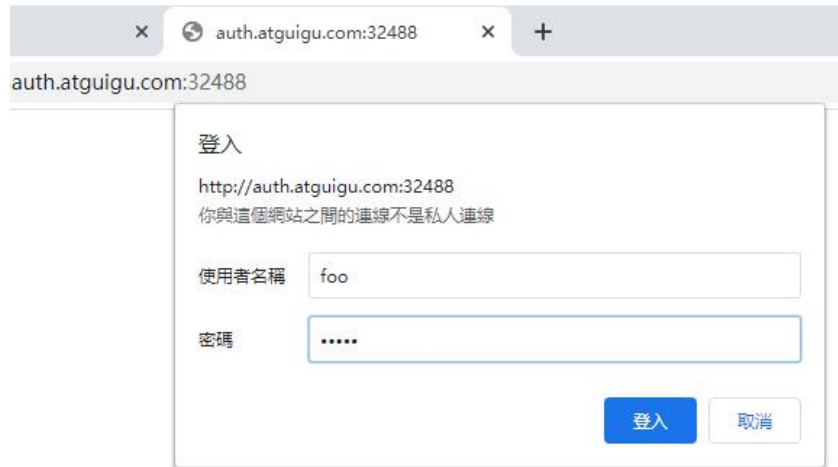 auth.atguigu.com:32488
auth.atguigu.com:32488
登入
http://auth.atguigu.com:32488
你與這個網站之間的連線不是私人連線
使用者名稱 foo
密碼 •••••
登入 取消